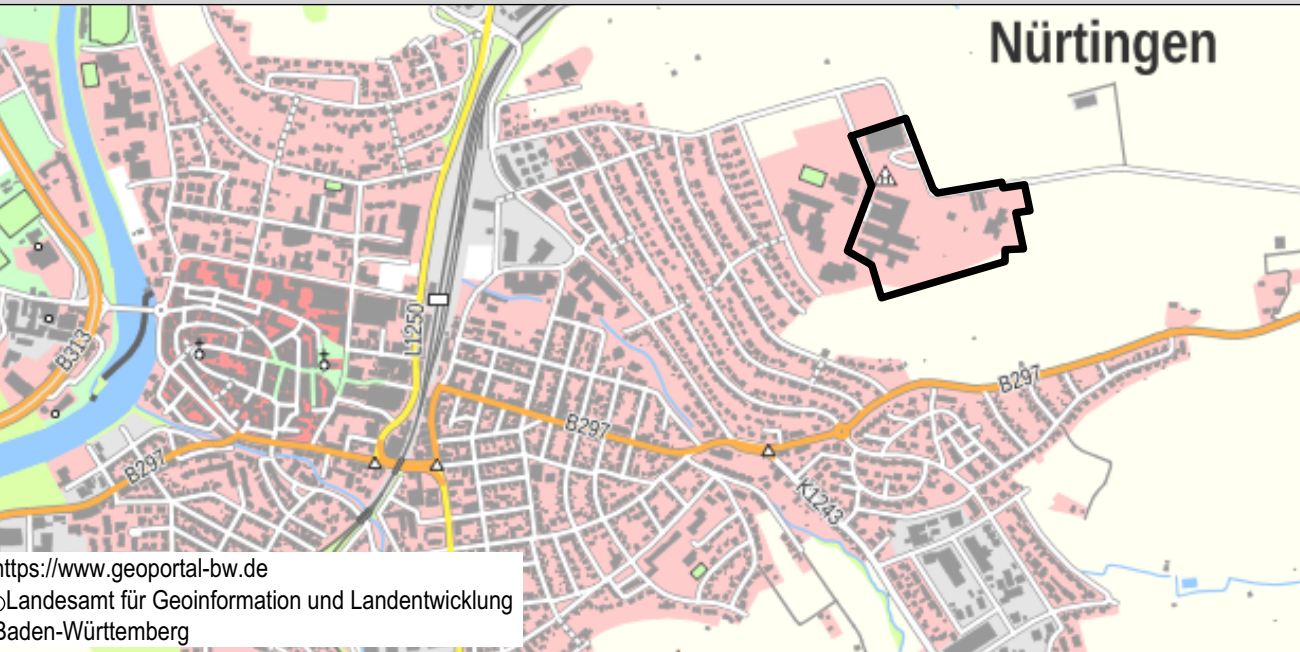 Nürtingen
L1250
B313
B297
B297
B297
K1243
https://www.geoportal-bw.de
©Landesamt für Geoinformation und Landentwicklung
Baden-Württemberg